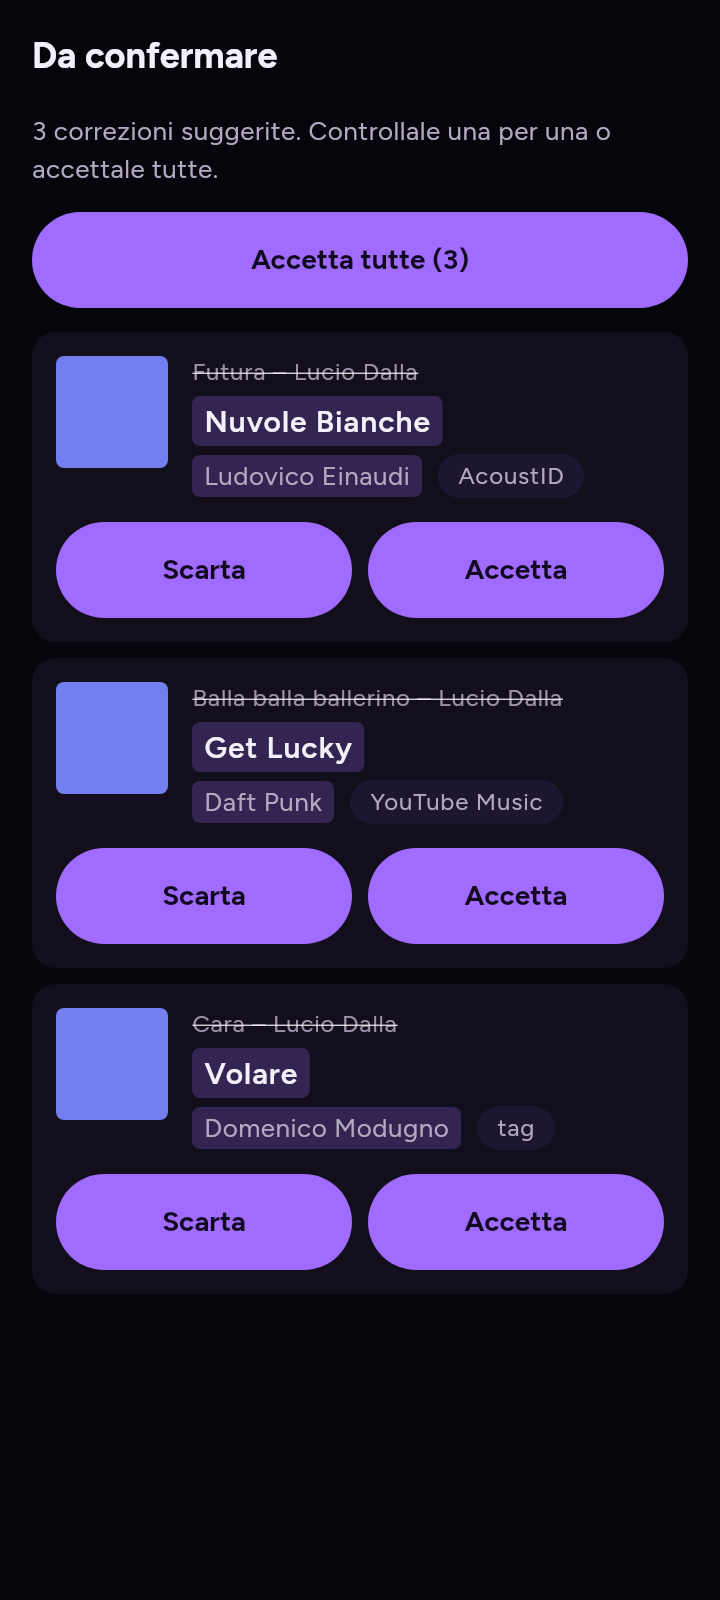 Da confermare
3 correzioni suggerite. Controllale una per una o
accettale tutte.
Accetta tutte (3)
Futura – Lucio Dalla
Nuvole Bianche
Ludovico Einaudi AcoustID
Scarta Accetta
Balla balla ballerino – Lucio Dalla
Get Lucky
Daft Punk YouTube Music
Scarta Accetta
Cara – Lucio Dalla
Volare
Domenico Modugno tag
Scarta Accetta